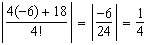 |4(−6) + 18 / 4!| = |−6 / 24| = 1/4